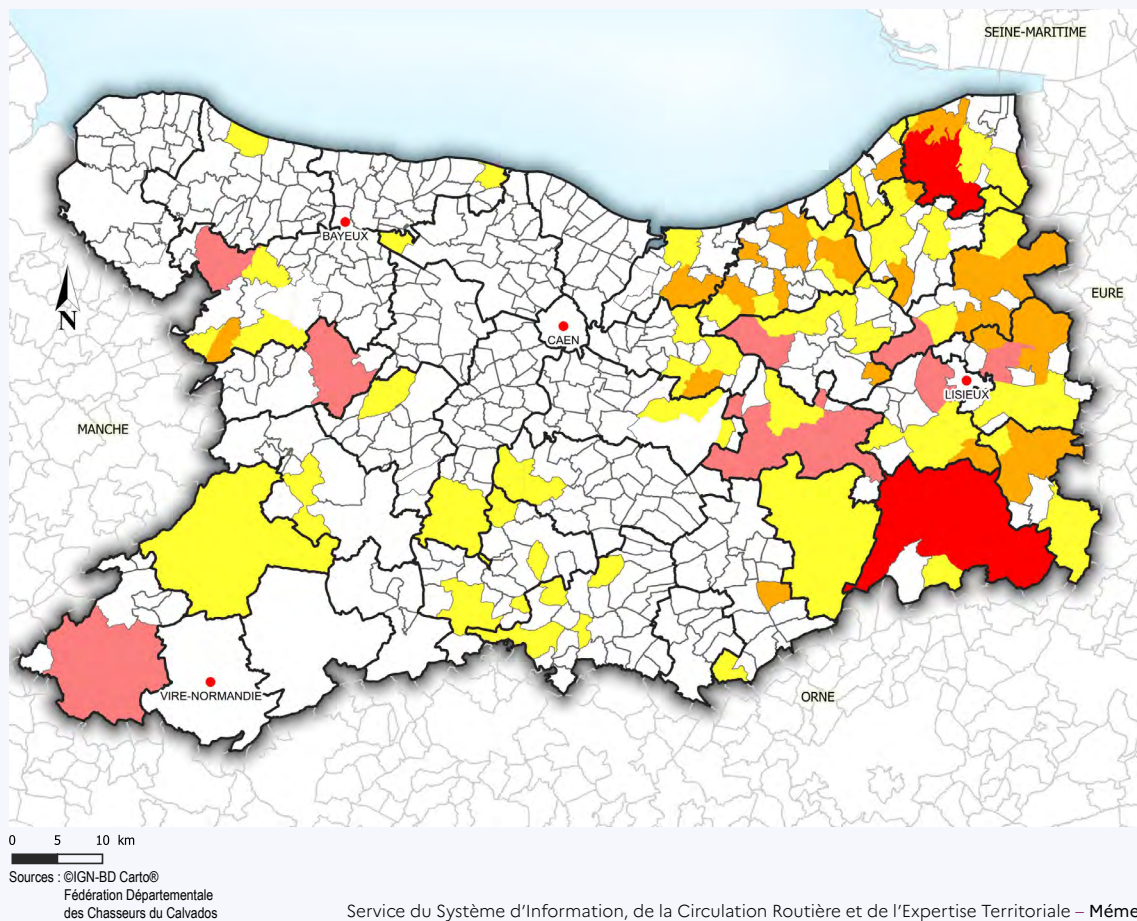 SEINE-MARITIME
BAYEUX
EURE
N
CAEN
LISIEUX
MANCHE
VIRE-NORMANDIE
ORNE
0 5 10 km
Sources : ©IGN-BD Carto®
Fédération Départementale
des Chasseurs du Calvados
Service du Système d'Information, de la Circulation Routière et de l'Expertise Territoriale – Méme